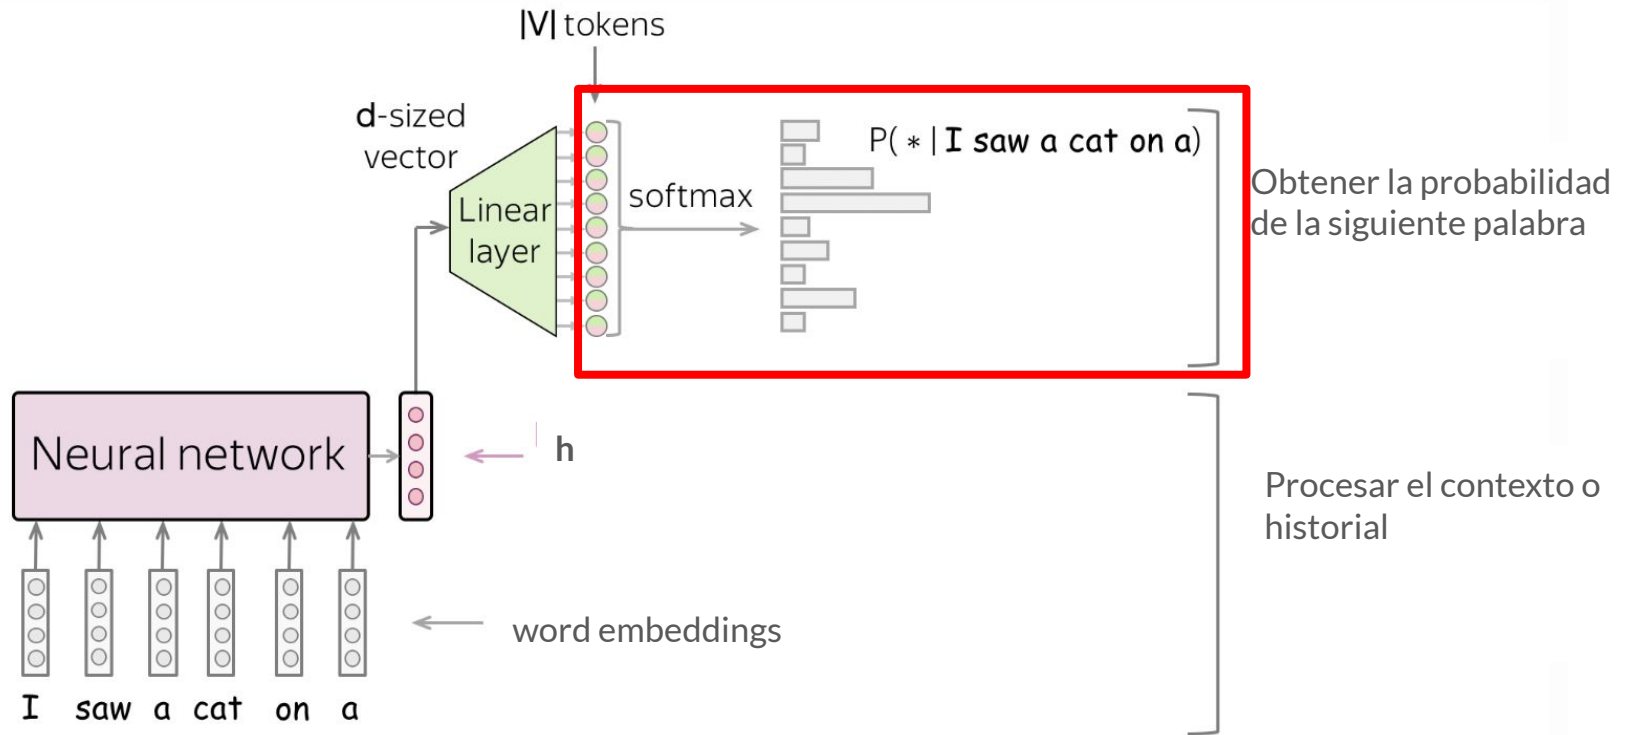 |V| tokens
d-sized
vector
Linear
layer
softmax
P( * | I saw a cat on a)
Obtener la probabilidad
de la siguiente palabra
Neural network
h
Procesar el contexto o
historial
word embeddings
I saw a cat on a